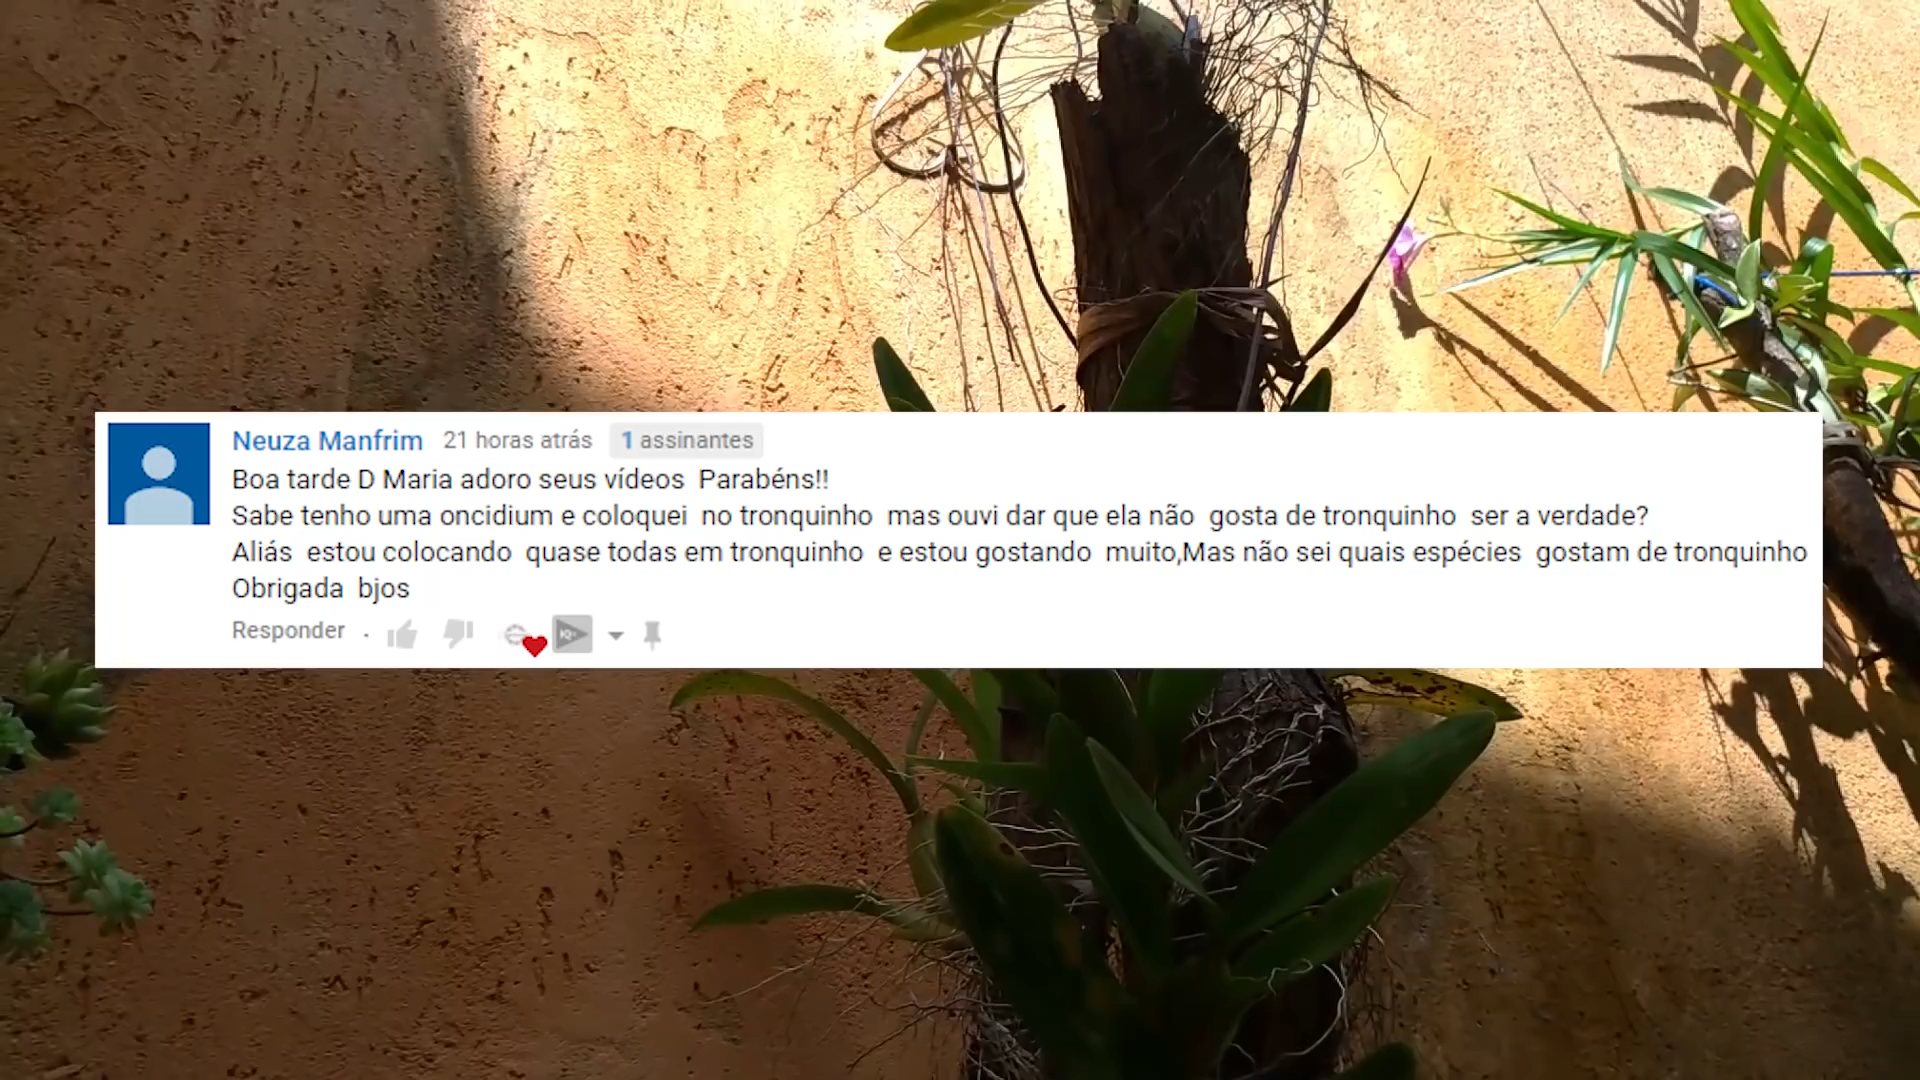 Neuza Manfrim 21 horas atrás 1 assinantes
Boa tarde D Maria adoro seus vídeos Parabéns!!
Sabe tenho uma oncidium e coloquei no tronquinho mas ouvi dar que ela não gosta de tronquinho ser a verdade?
Aliás estou colocando quase todas em tronquinho e estou gostando muito,Mas não sei quais espécies gostam de tronquinho
Obrigada bjos
Responder .